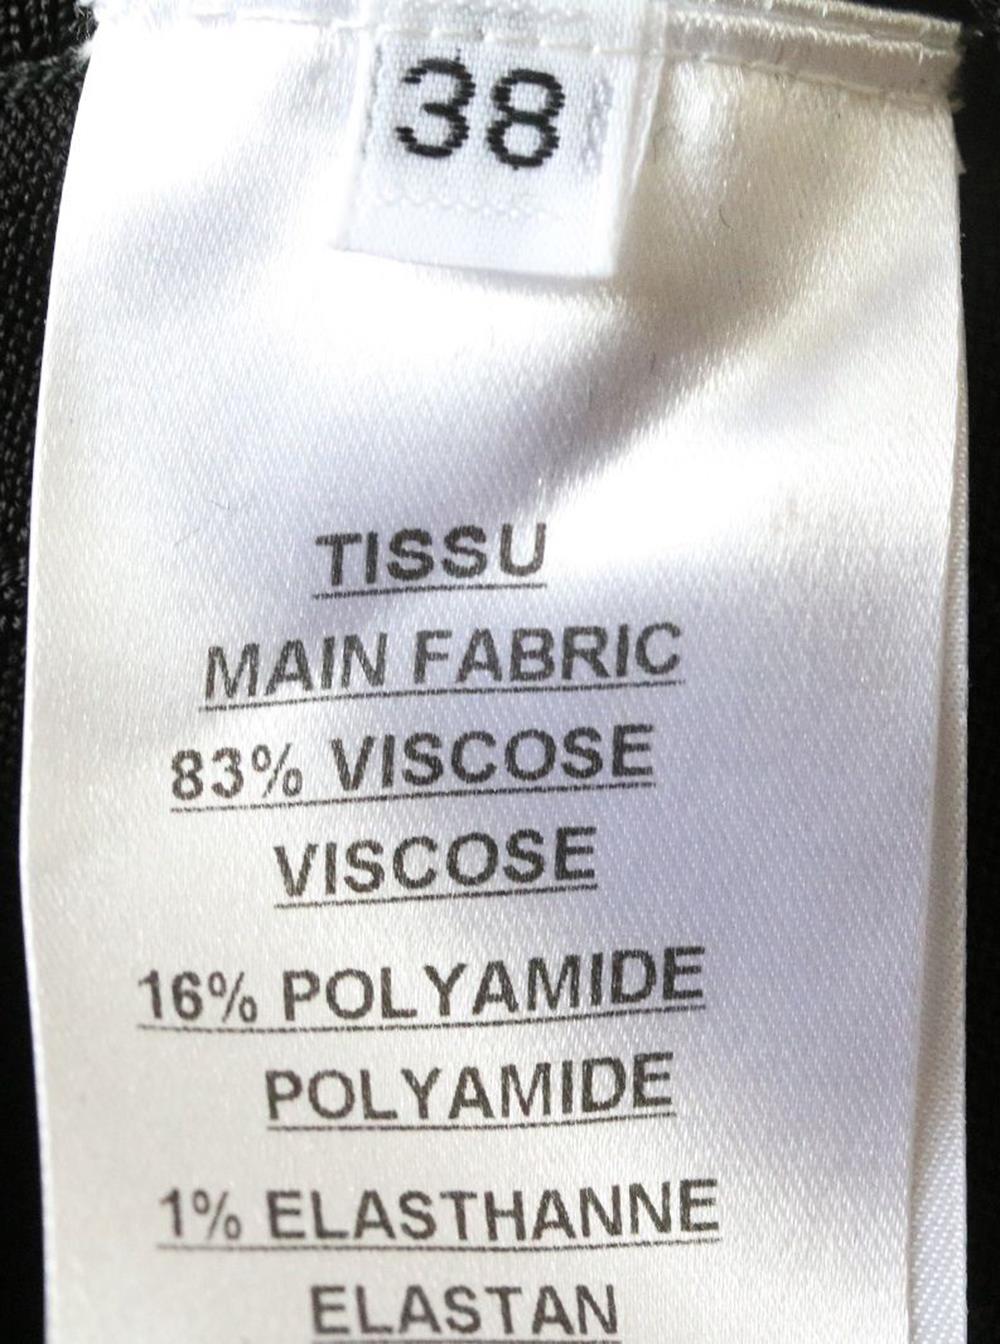 38
TISSU
MAIN FABRIC
83% VISCOSE
VISCOSE
16% POLYAMIDE
POLYAMIDE
1% ELASTHANNE
ELASTAN